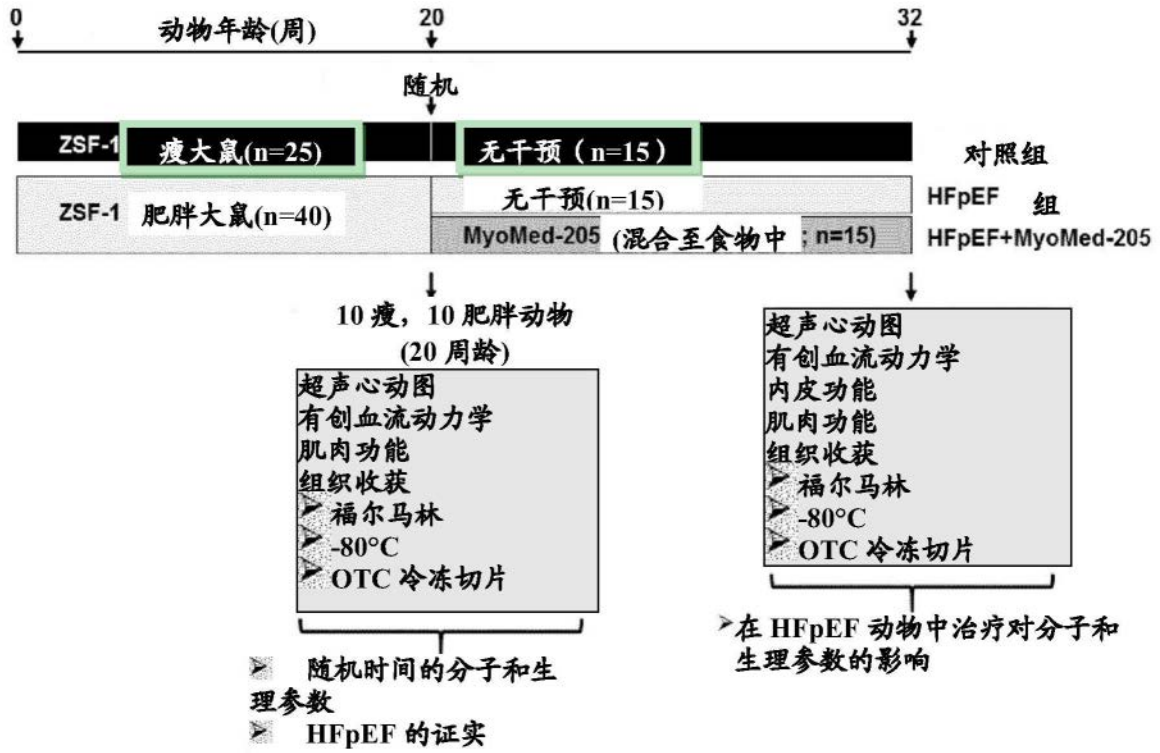 0 20 32
动物年龄(周)
随机
ZSF-1 瘦大鼠(n=25) 无干预（n=15） 对照组
ZSF-1 肥胖大鼠(n=40) 无干预(n=15) HFpEF 组
MyoMed-205 (混合至食物中 ; n=15) HFpEF+MyoMed-205
10 瘦，10 肥胖动物
(20 周龄)
超声心动图
有创血流动力学
肌肉功能
组织收获
福尔马林
-80°C
OTC 冷冻切片
随机时间的分子和生
理参数
HFpEF 的证实
超声心动图
有创血流动力学
内皮功能
肌肉功能
组织收获
福尔马林
-80°C
OTC 冷冻切片
在 HFpEF 动物中治疗对分子和
生理参数的影响